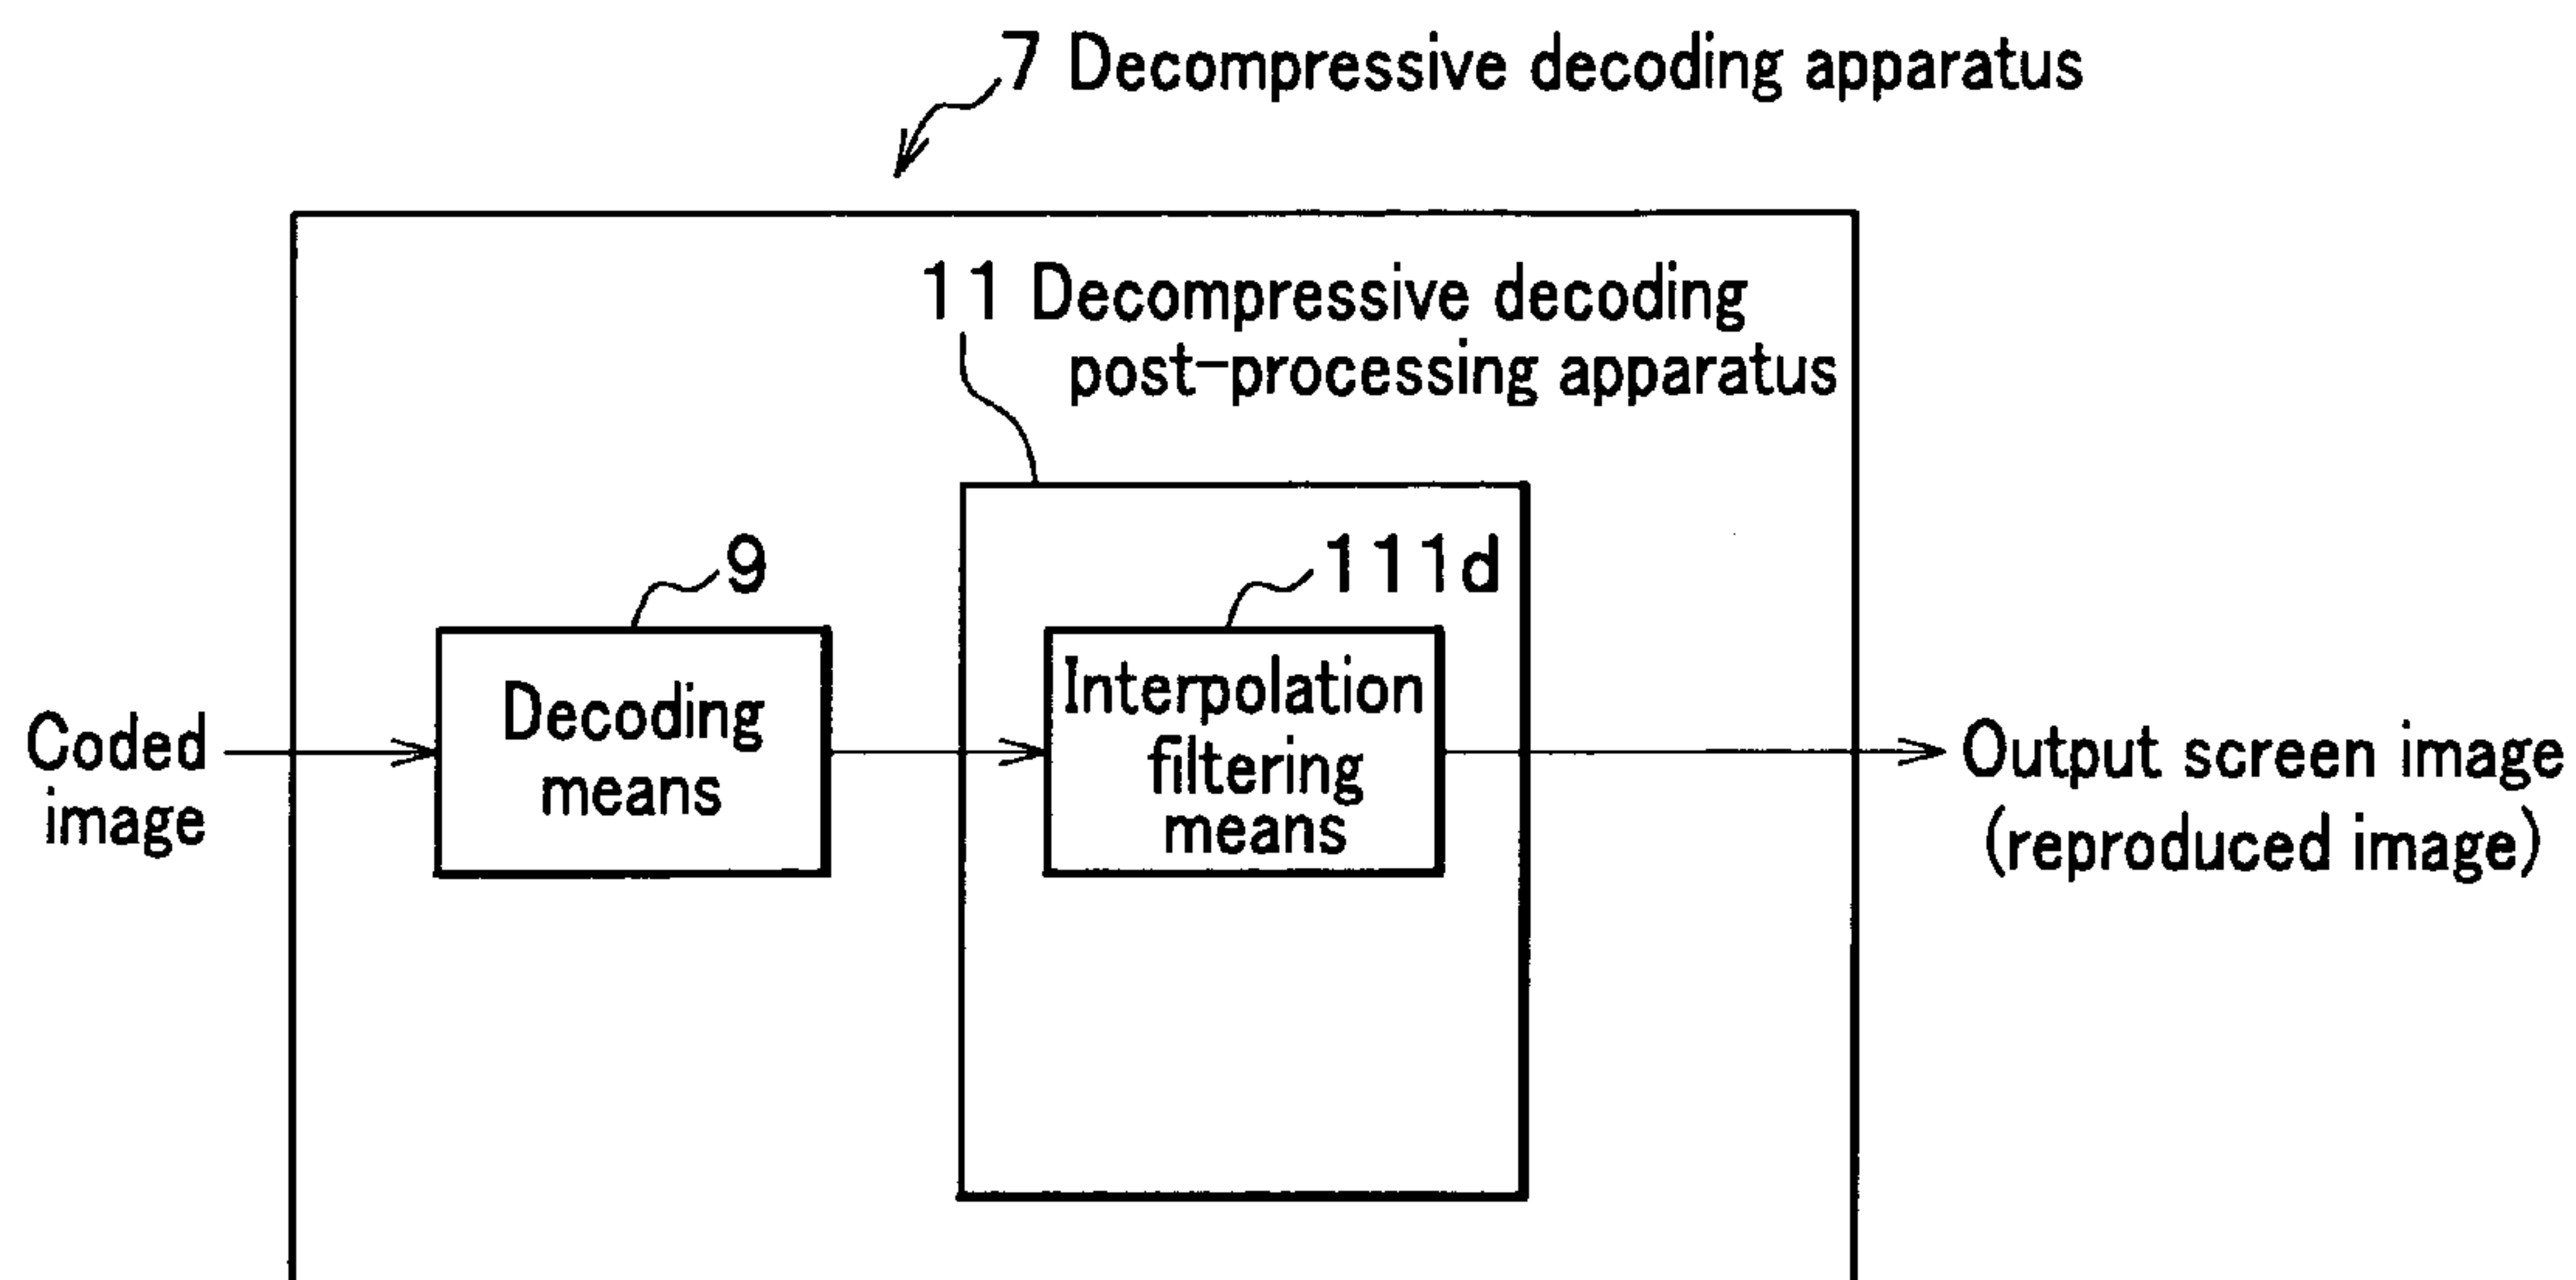 7 Decompressive decoding apparatus
11 Decompressive decoding
post-processing apparatus
9
111d
Decoding
means
Interpolation
filtering
means
Coded
image
Output screen image
(reproduced image)